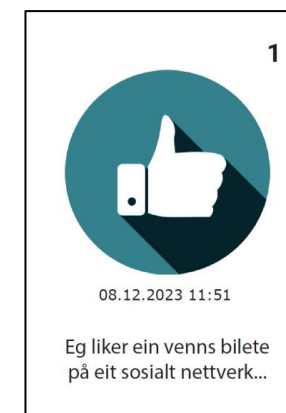 1
08.12.2023 11:51
Eg liker ein venns bilete
på eit sosialt nettverk...